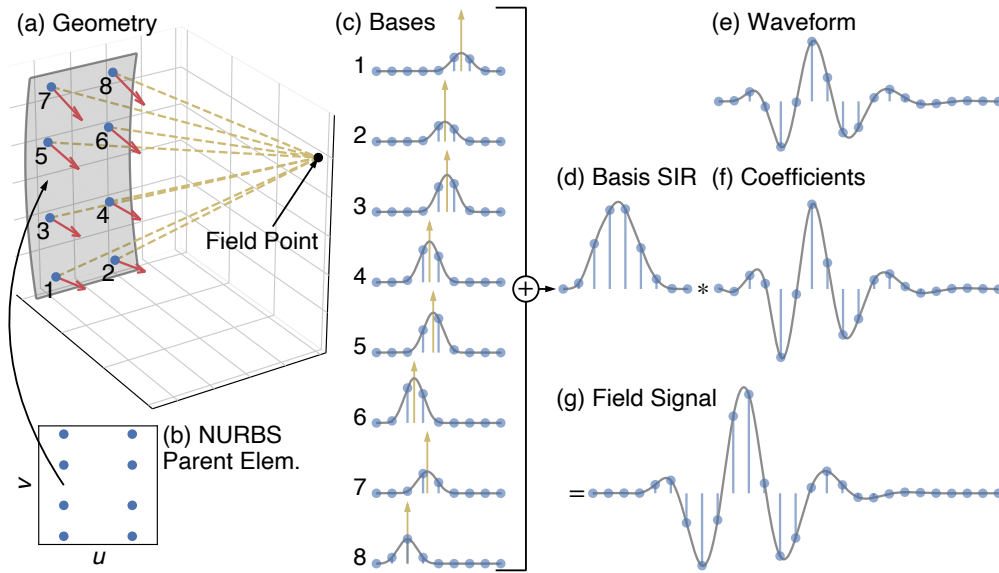 (a) Geometry
7
8
5
6
3
4
1
2
Field Point
(b) NURBS
Parent Elem.
v
u
(c) Bases
1
2
3
4
5
6
7
8
+
(d) Basis SIR
*
(e) Waveform
(f) Coefficients
(g) Field Signal
=